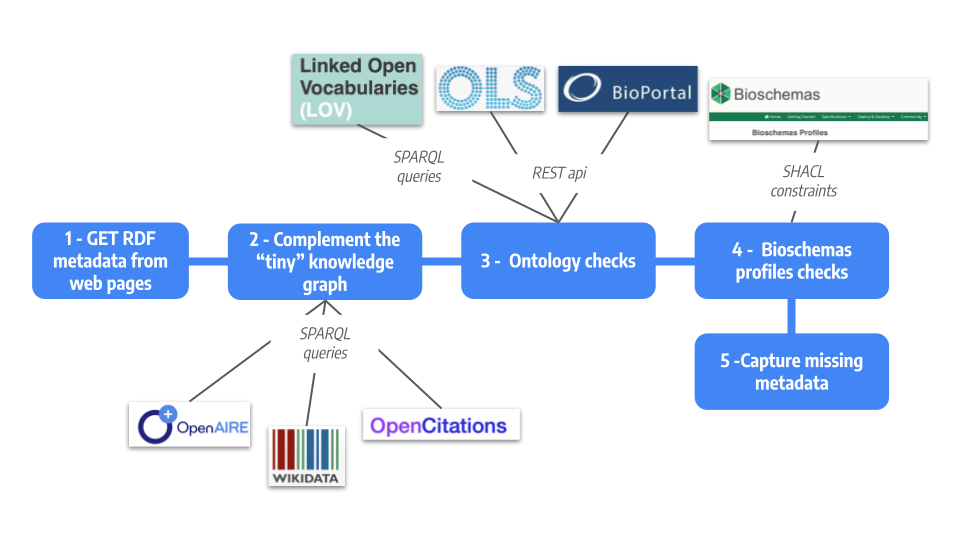 Linked Open
Vocabularies
(LOV)
OLS
BioPortal
Bioschemas
Home Getting Started Specifications Deploy & Develop Community
Bioschemas Profiles
SPARQL
queries
REST api
SHACL
constraints
1 - GET RDF
metadata from
web pages
2 - Complement the
“tiny” knowledge
graph
3 - Ontology checks
4 - Bioschemas
profiles checks
SPARQL
queries
5 -Capture missing
metadata
OpenAIRE
OpenCitations
WIKIDATA